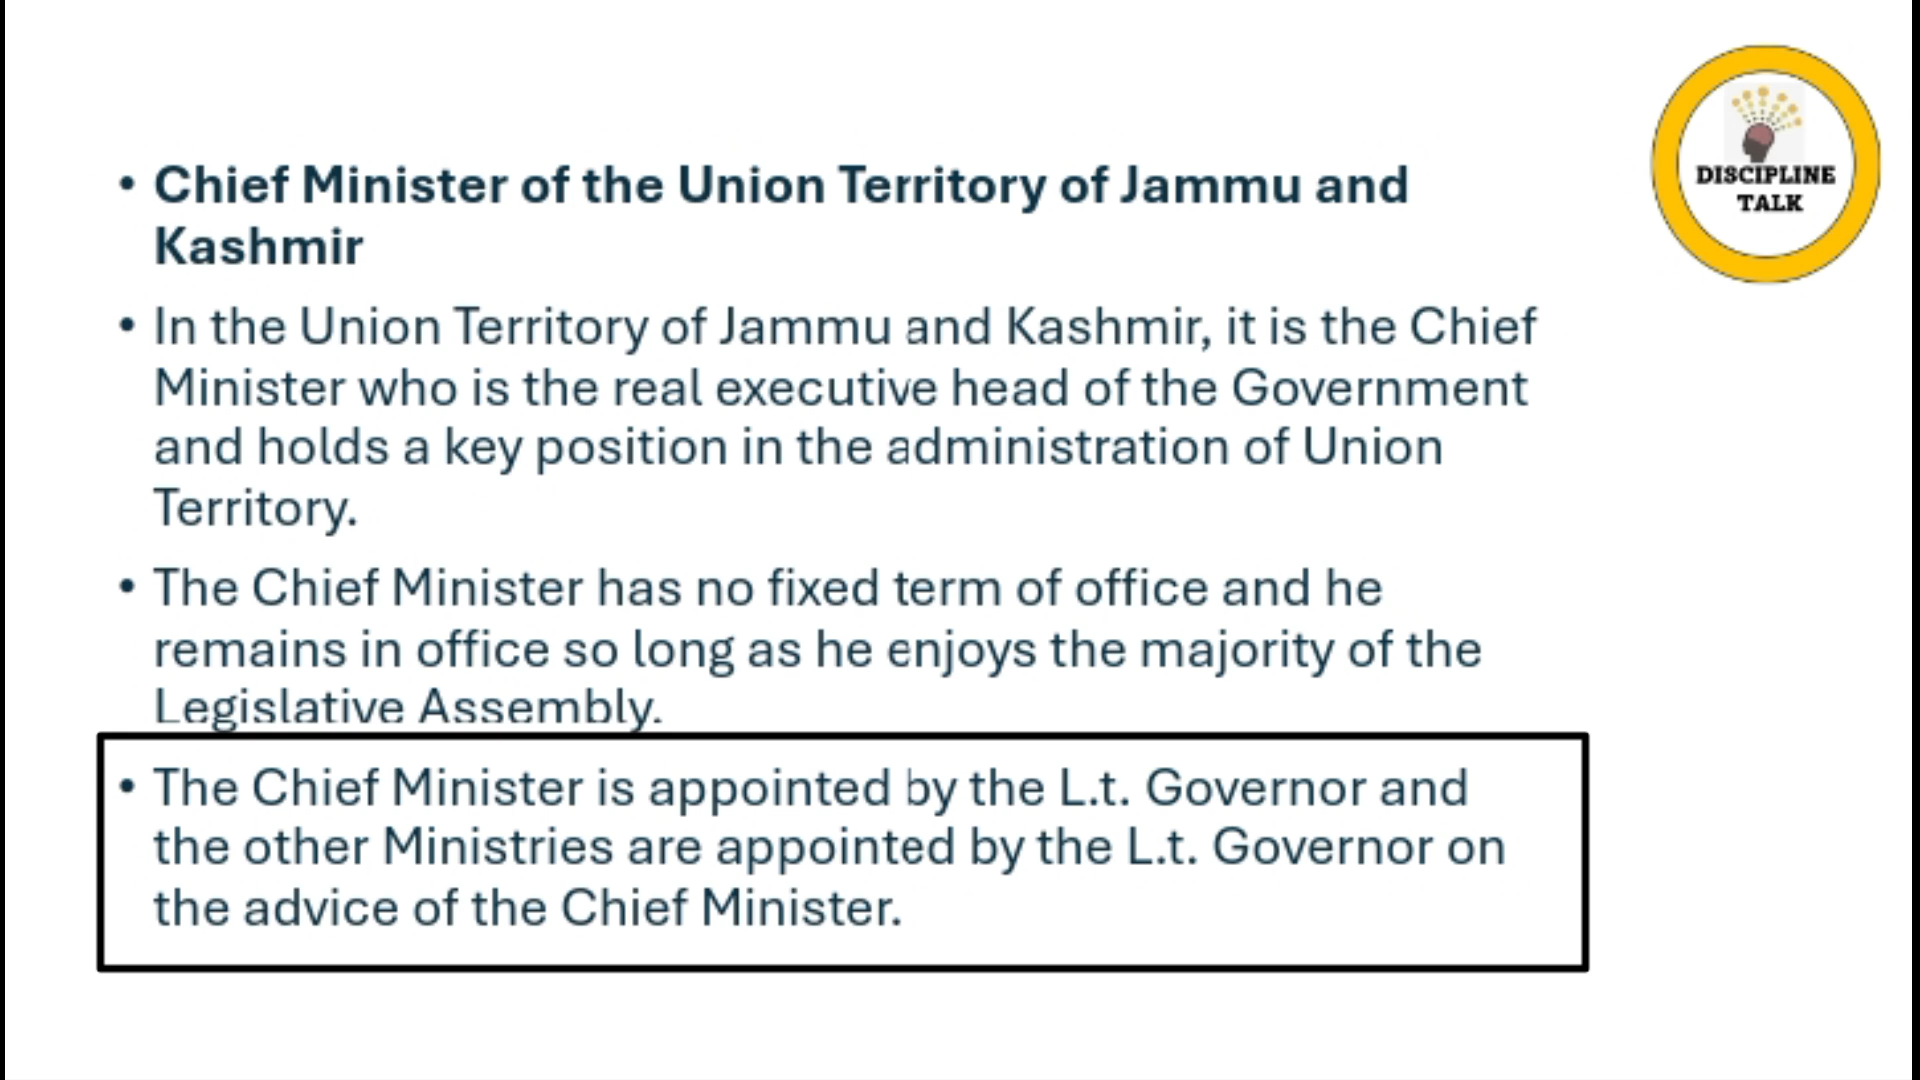 • Chief Minister of the Union Territory of Jammu and
Kashmir
• In the Union Territory of Jammu and Kashmir, it is the Chief
Minister who is the real executive head of the Government
and holds a key position in the administration of Union
Territory.
• The Chief Minister has no fixed term of office and he
remains in office so long as he enjoys the majority of the
Legislative Assembly.
• The Chief Minister is appointed by the L.t. Governor and
the other Ministries are appointed by the L.t. Governor on
the advice of the Chief Minister.
DISCIPLINE
TALK